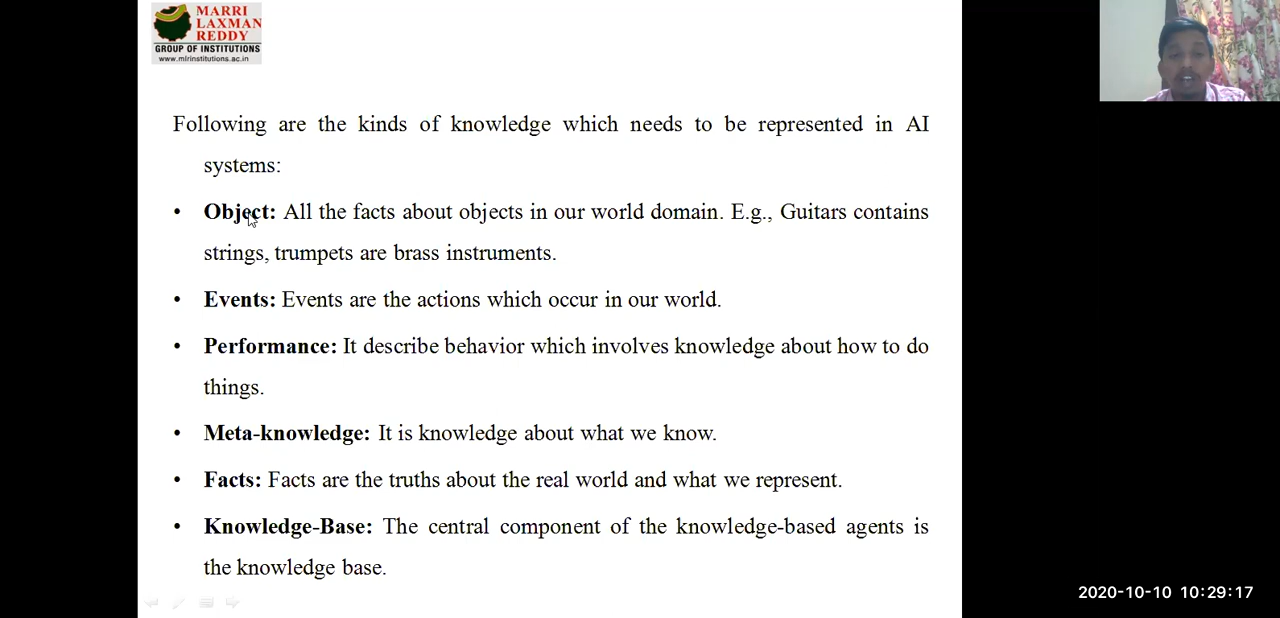 MARRI
LAXMAN
REDDY
GROUP OF INSTITUTIONS
www.mlrinstitutions.ac.in
Following are the kinds of knowledge which needs to be represented in AI
systems:
• Object: All the facts about objects in our world domain. E.g., Guitars contains
strings, trumpets are brass instruments.
• Events: Events are the actions which occur in our world.
• Performance: It describe behavior which involves knowledge about how to do
things.
• Meta-knowledge: It is knowledge about what we know.
• Facts: Facts are the truths about the real world and what we represent.
• Knowledge-Base: The central component of the knowledge-based agents is
the knowledge base.
2020-10-10 10:29:17